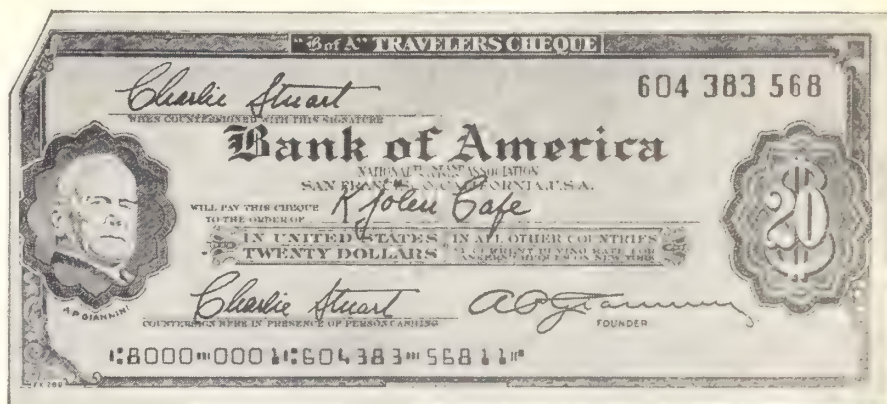 "B of A" TRAVELERS CHEQUE
604 383 568
Charlie Stuart
WHEN COUNTERSIGNED WITH THIS SIGNATURE
Bank of America
NATIONAL TRUST AND SAVINGS ASSOCIATION
SAN FRANCISCO, CALIFORNIA, U.S.A.
WILL PAY THIS CHEQUE
TO THE ORDER OF Kjolen Cafe
IN UNITED STATES IN ALL OTHER COUNTRIES
TWENTY DOLLARS
20
A.P. GIANNINI
Charlie Stuart
COUNTERSIGN HERE IN PRESENCE OF PERSON CASHING
FOUNDER
⑆8000⑉0001⑆604383⑉56811⑈